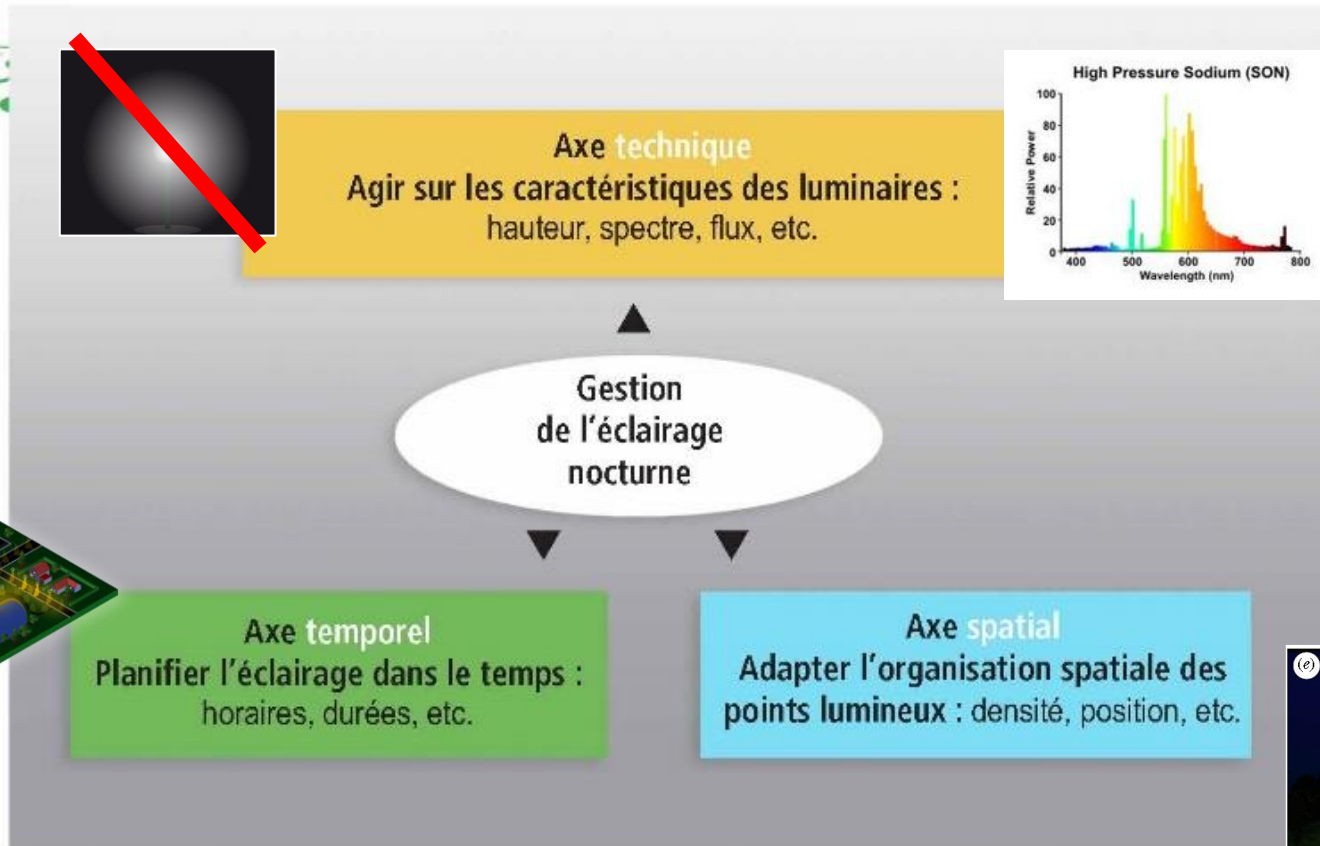 Axe technique
Agir sur les caractéristiques des luminaires :
hauteur, spectre, flux, etc.
High Pressure Sodium (SON)
Relative Power
100
80
60
40
20
0
400 500 600 700 800
Wavelength (nm)
Gestion
de l'éclairage
nocturne
Axe temporel
Planifier l'éclairage dans le temps :
horaires, durées, etc.
Axe spatial
Adapter l'organisation spatiale des
points lumineux : densité, position, etc.
(e)